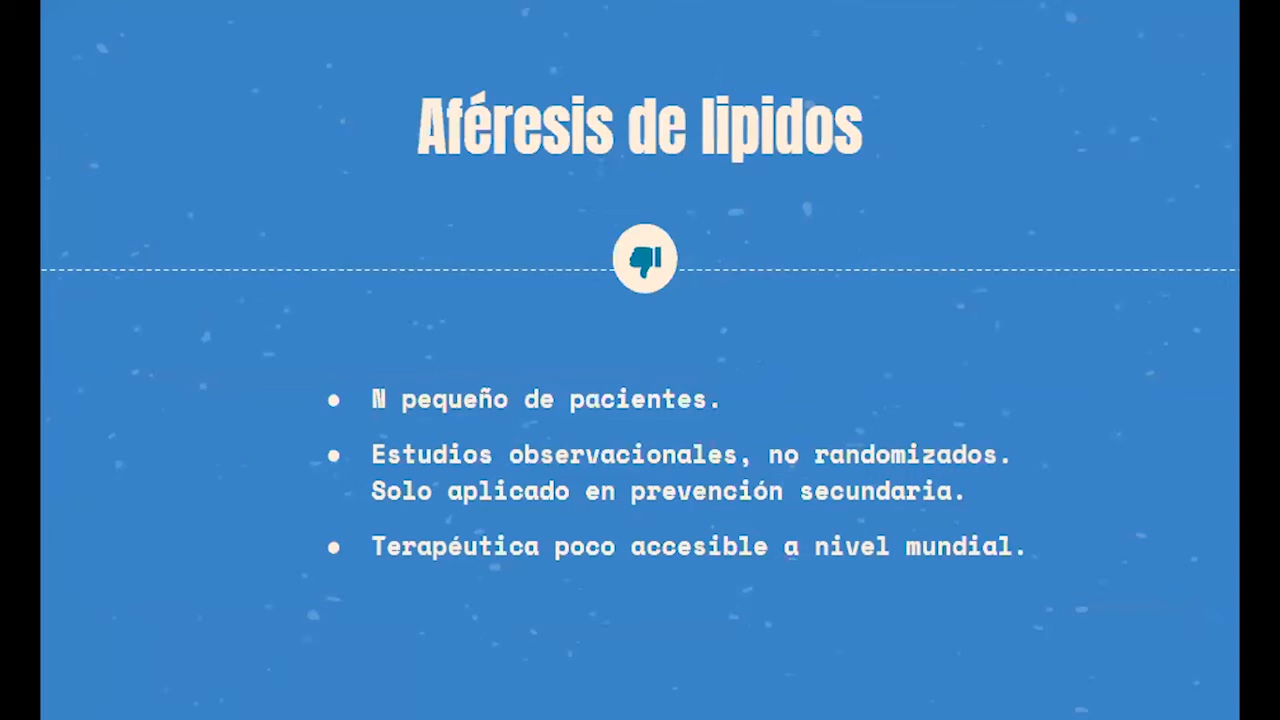 Aféresis de lipidos
● N pequeño de pacientes.
● Estudios observacionales, no randomizados.
Solo aplicado en prevención secundaria.
● Terapéutica poco accesible a nivel mundial.